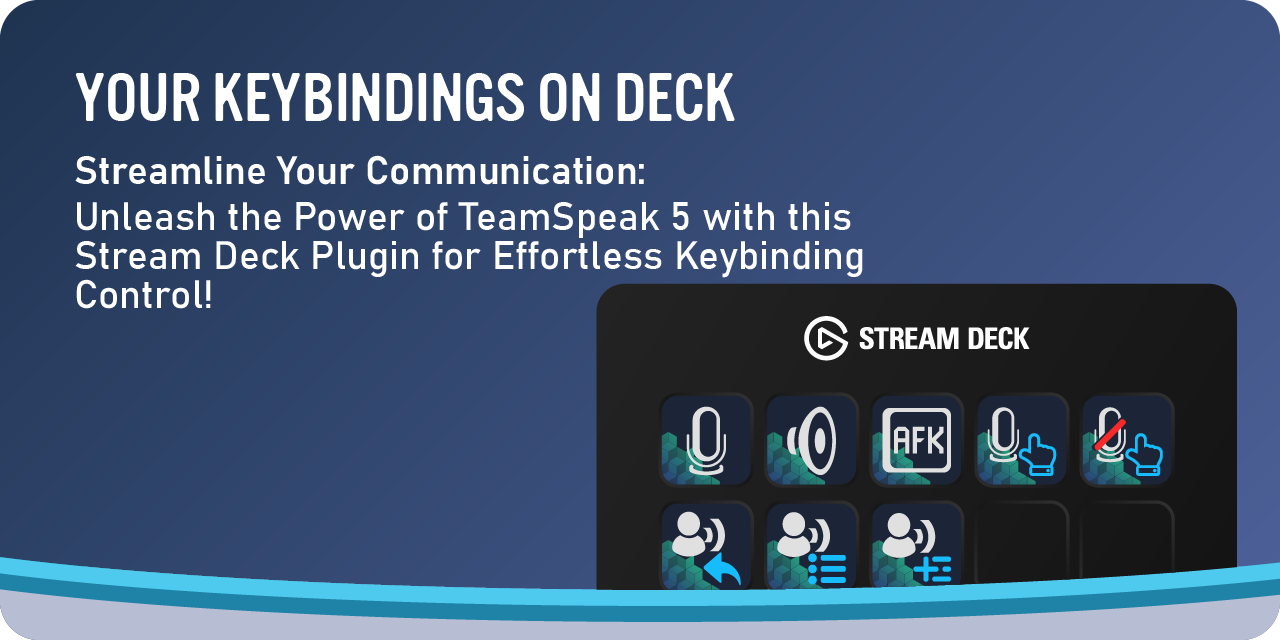 YOUR KEYBINDINGS ON DECK
Streamline Your Communication:
Unleash the Power of TeamSpeak 5 with this
Stream Deck Plugin for Effortless Keybinding
Control!
STREAM DECK
AFK